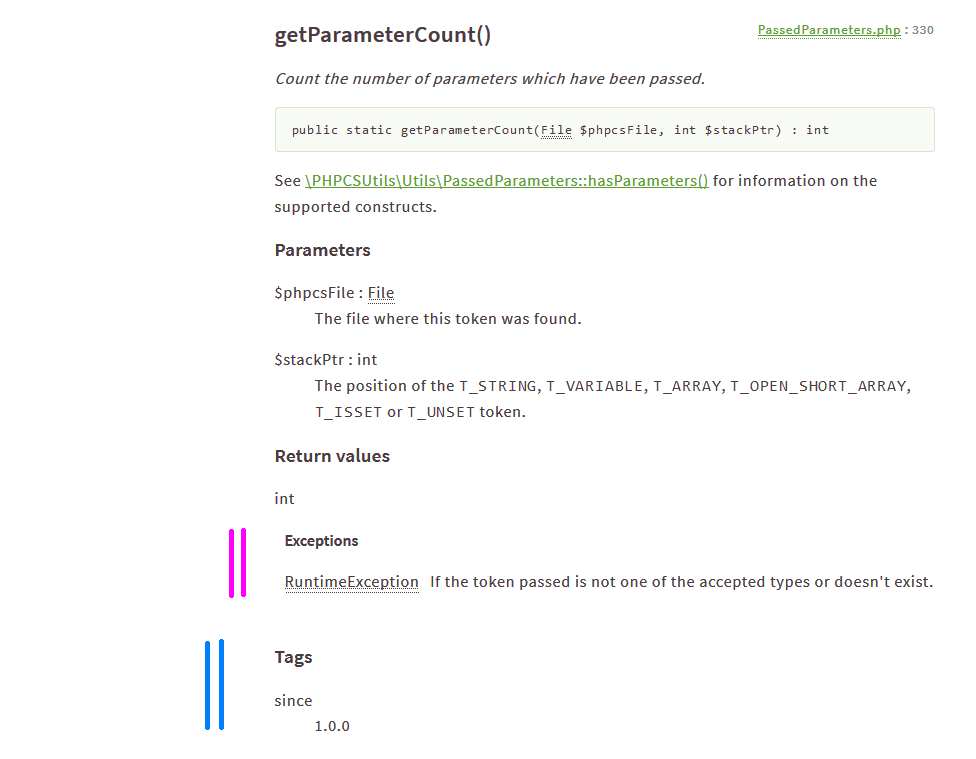 getParameterCount()
PassedParameters.php : 330
Count the number of parameters which have been passed.
public static getParameterCount(File $phpcsFile, int $stackPtr) : int
See \PHPCSUtils\Utils\PassedParameters::hasParameters() for information on the
supported constructs.
Parameters
$phpcsFile : File
The file where this token was found.
$stackPtr : int
The position of the T_STRING, T_VARIABLE, T_ARRAY, T_OPEN_SHORT_ARRAY,
T_ISSET or T_UNSET token.
Return values
int
Exceptions
RuntimeException If the token passed is not one of the accepted types or doesn't exist.
Tags
since
1.0.0